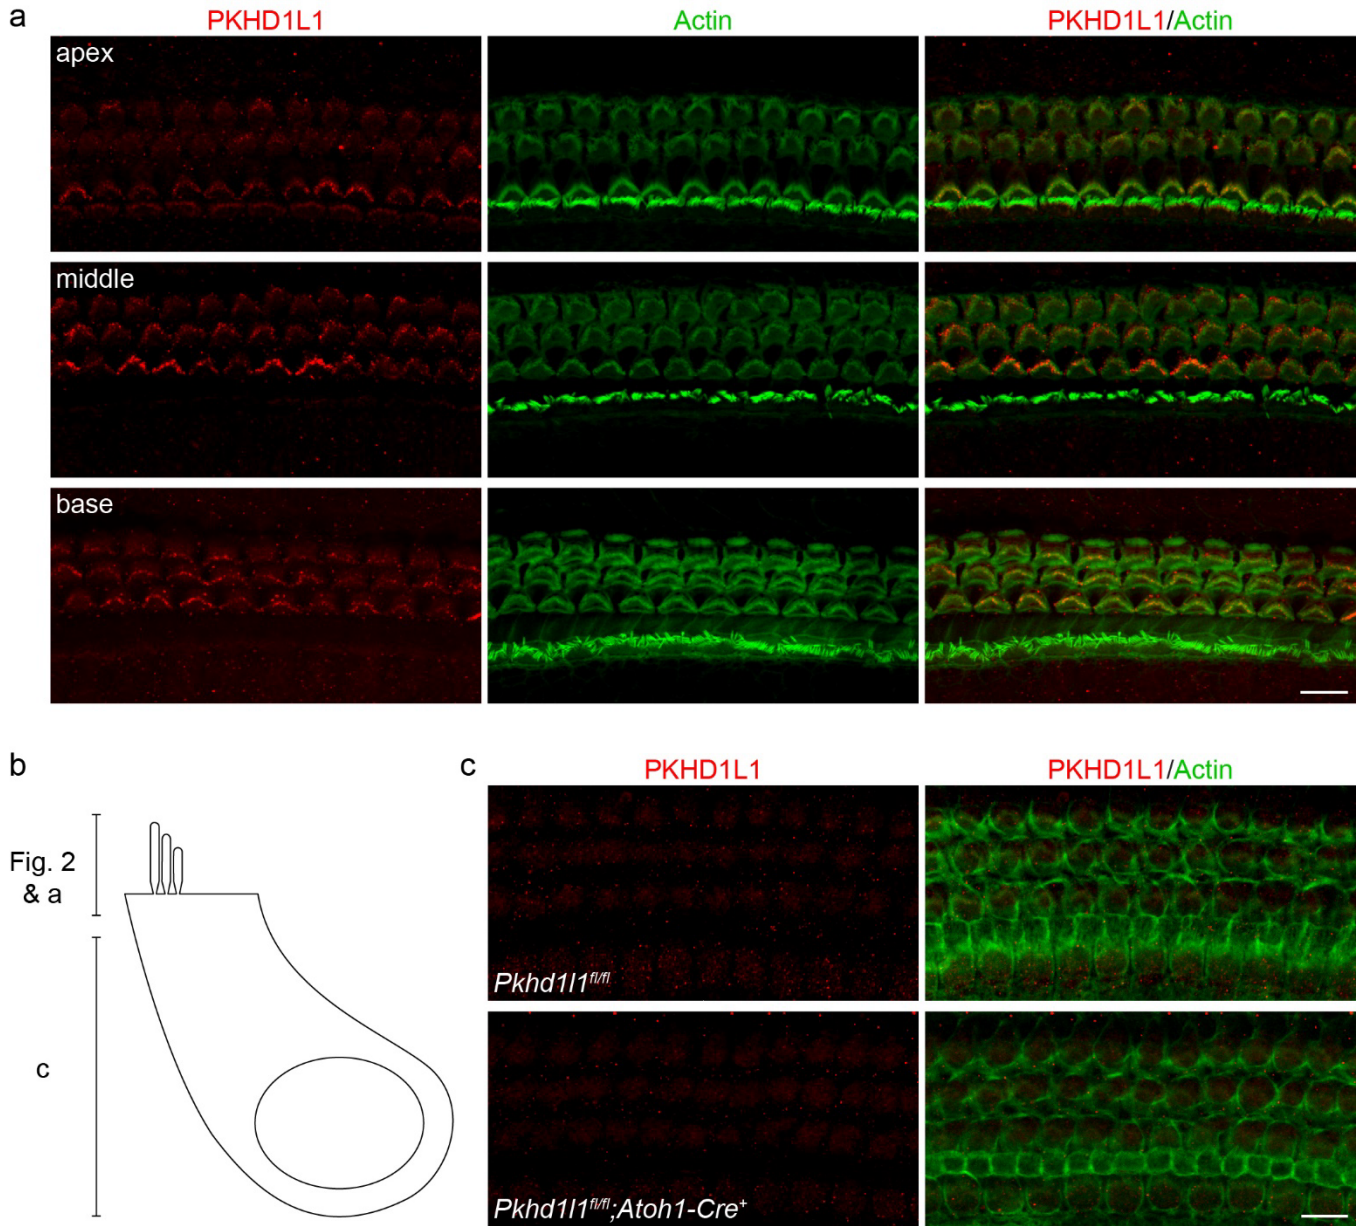 a
PKHD1L1
Actin
PKHD1L1/Actin
apex
middle
base
b
Fig. 2
& a
c
c
PKHD1L1
PKHD1L1/Actin
Pkhd1l1fl/fl
Pkhd1l1fl/fl;Atoh1-Cre+